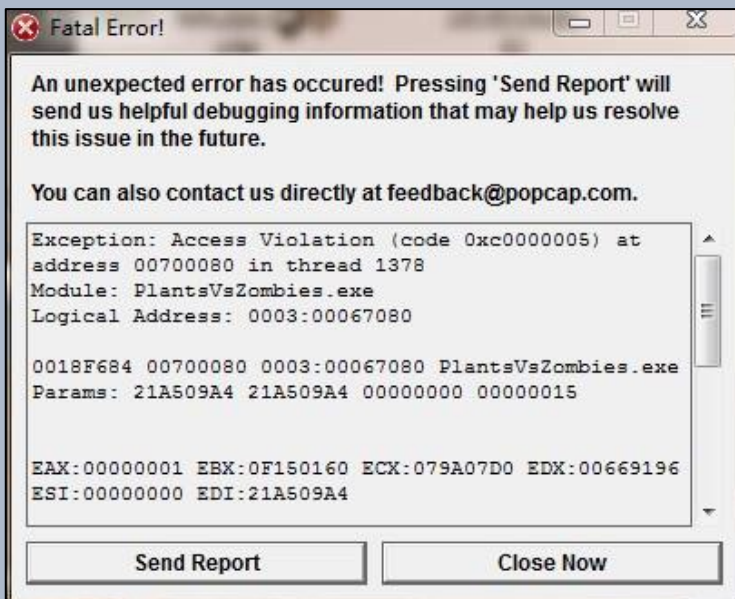 Fatal Error!
An unexpected error has occured! Pressing 'Send Report' will
send us helpful debugging information that may help us resolve
this issue in the future.
You can also contact us directly at feedback@popcap.com.
Exception: Access Violation (code 0xc0000005) at
address 00700080 in thread 1378
Module: PlantsVsZombies.exe
Logical Address: 0003:00067080
0018F684 00700080 0003:00067080 PlantsVsZombies.exe
Params: 21A509A4 21A509A4 00000000 00000015
EAX:00000001 EBX:0F150160 ECX:079A07D0 EDX:00669196
ESI:00000000 EDI:21A509A4
Send Report Close Now